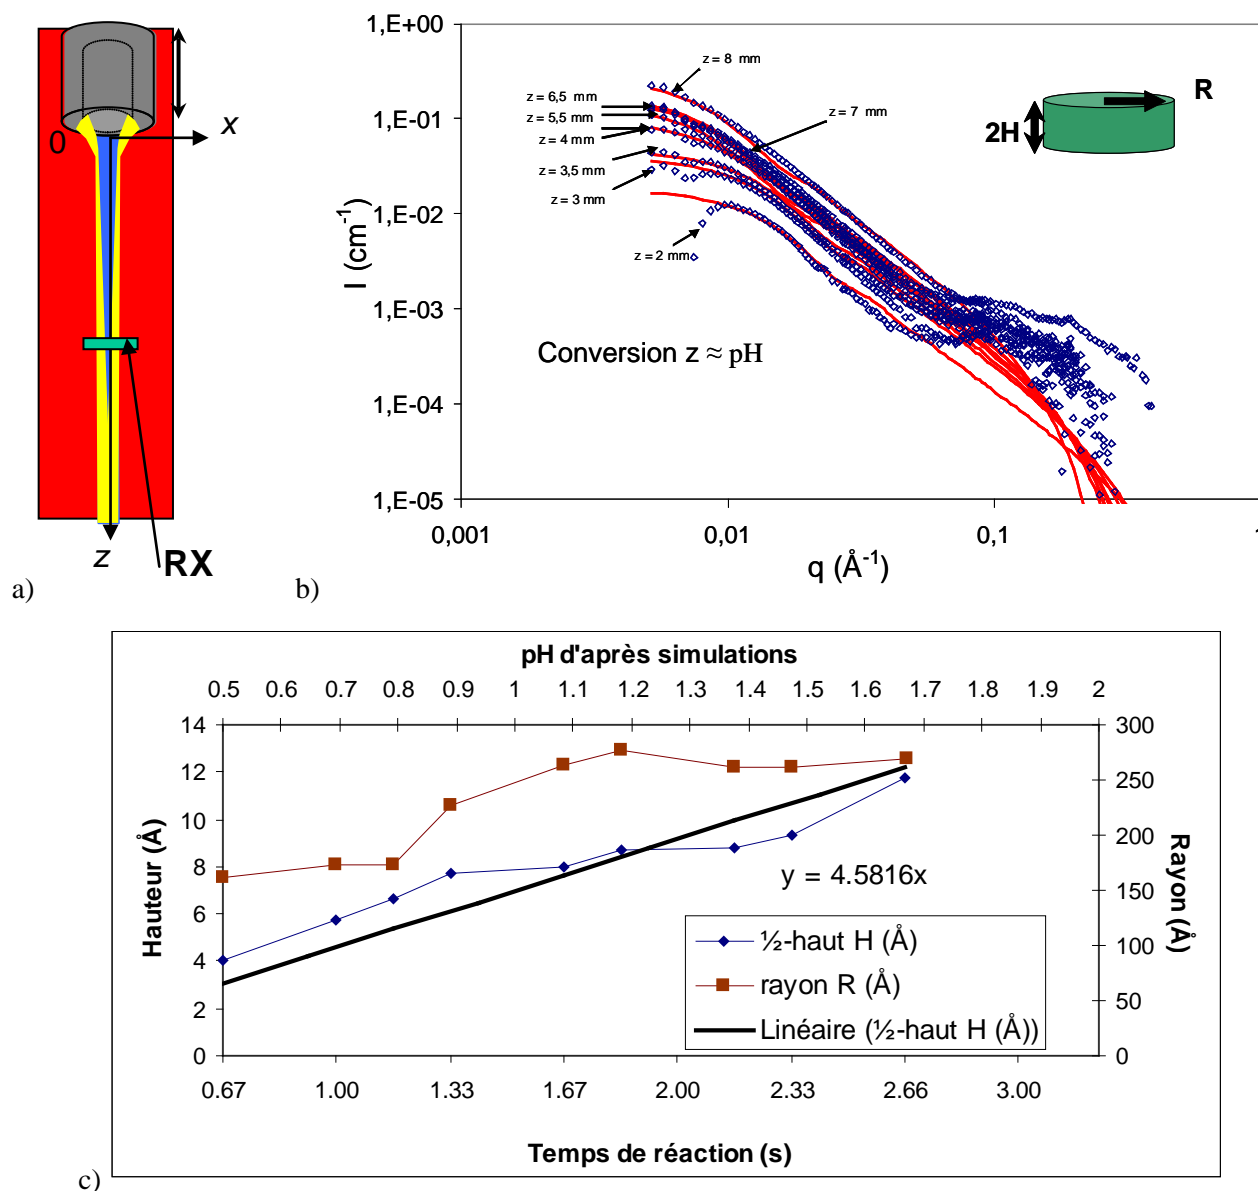 0
x
z
RX
a)
1,E+00
1,E-01
1,E-02
1,E-03
1,E-04
1,E-05
I (cm-1)
z = 8 mm
z = 6,5 mm
z = 5,5 mm
z = 7 mm
z = 4 mm
z = 3,5 mm
z = 3 mm
z = 2 mm
R
2H
Conversion z ≈ pH
0,001
0,01
0,1
1
q (Å-1)
b)
pH d'après simulations
0.5 0.6 0.7 0.8 0.9 1 1.1 1.2 1.3 1.4 1.5 1.6 1.7 1.8 1.9 2
14
12
10
8
6
4
2
0
Hauteur (Å)
300
250
200
150
100
50
0
Rayon (Å)
y = 4.5816x
½-haut H (Å)
rayon R (Å)
Linéaire (½-haut H (Å))
0.67 1.00 1.33 1.67 2.00 2.33 2.66 3.00
Temps de réaction (s)
c)